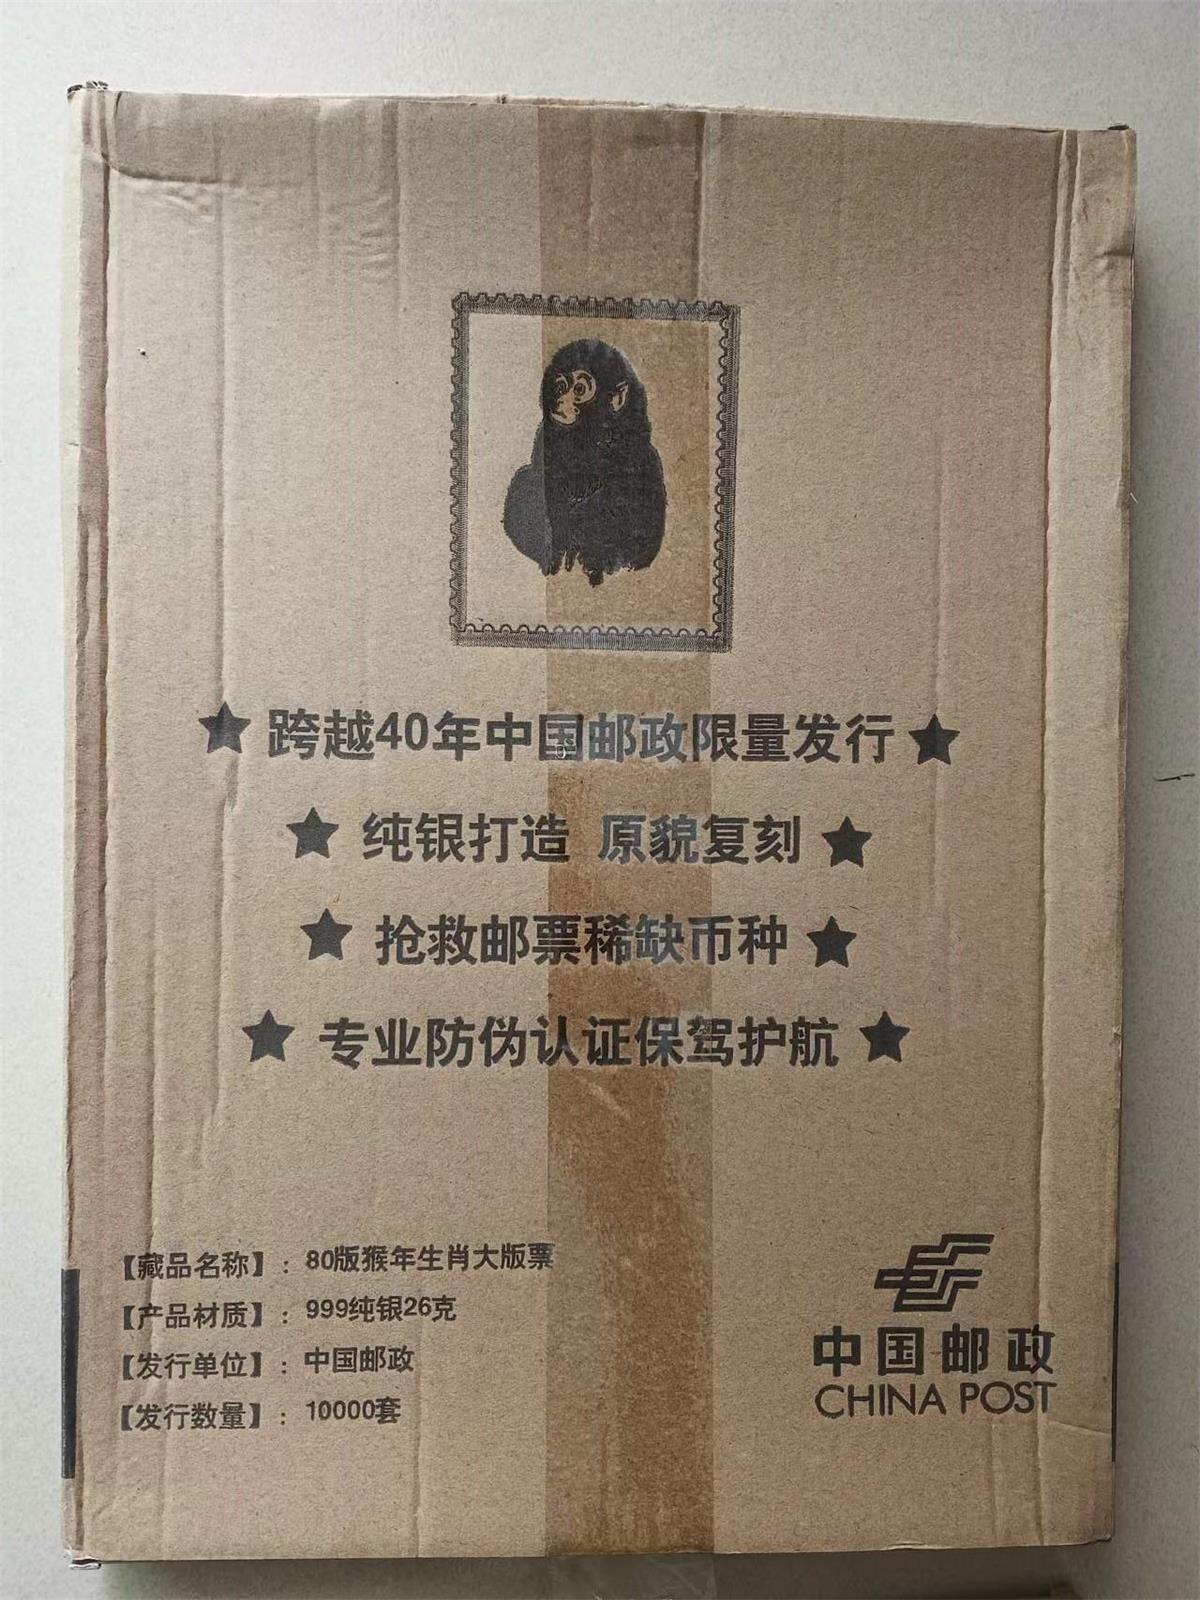 ★跨越40年中国邮政限量发行★
★纯银打造 原貌复刻★
★抢救邮票稀缺币种★
★专业防伪认证保驾护航★
【藏品名称】：80版猴年生肖大版票
【产品材质】：999纯银26克
【发行单位】：中国邮政
【发行数量】：10000套
中国邮政
CHINA POST